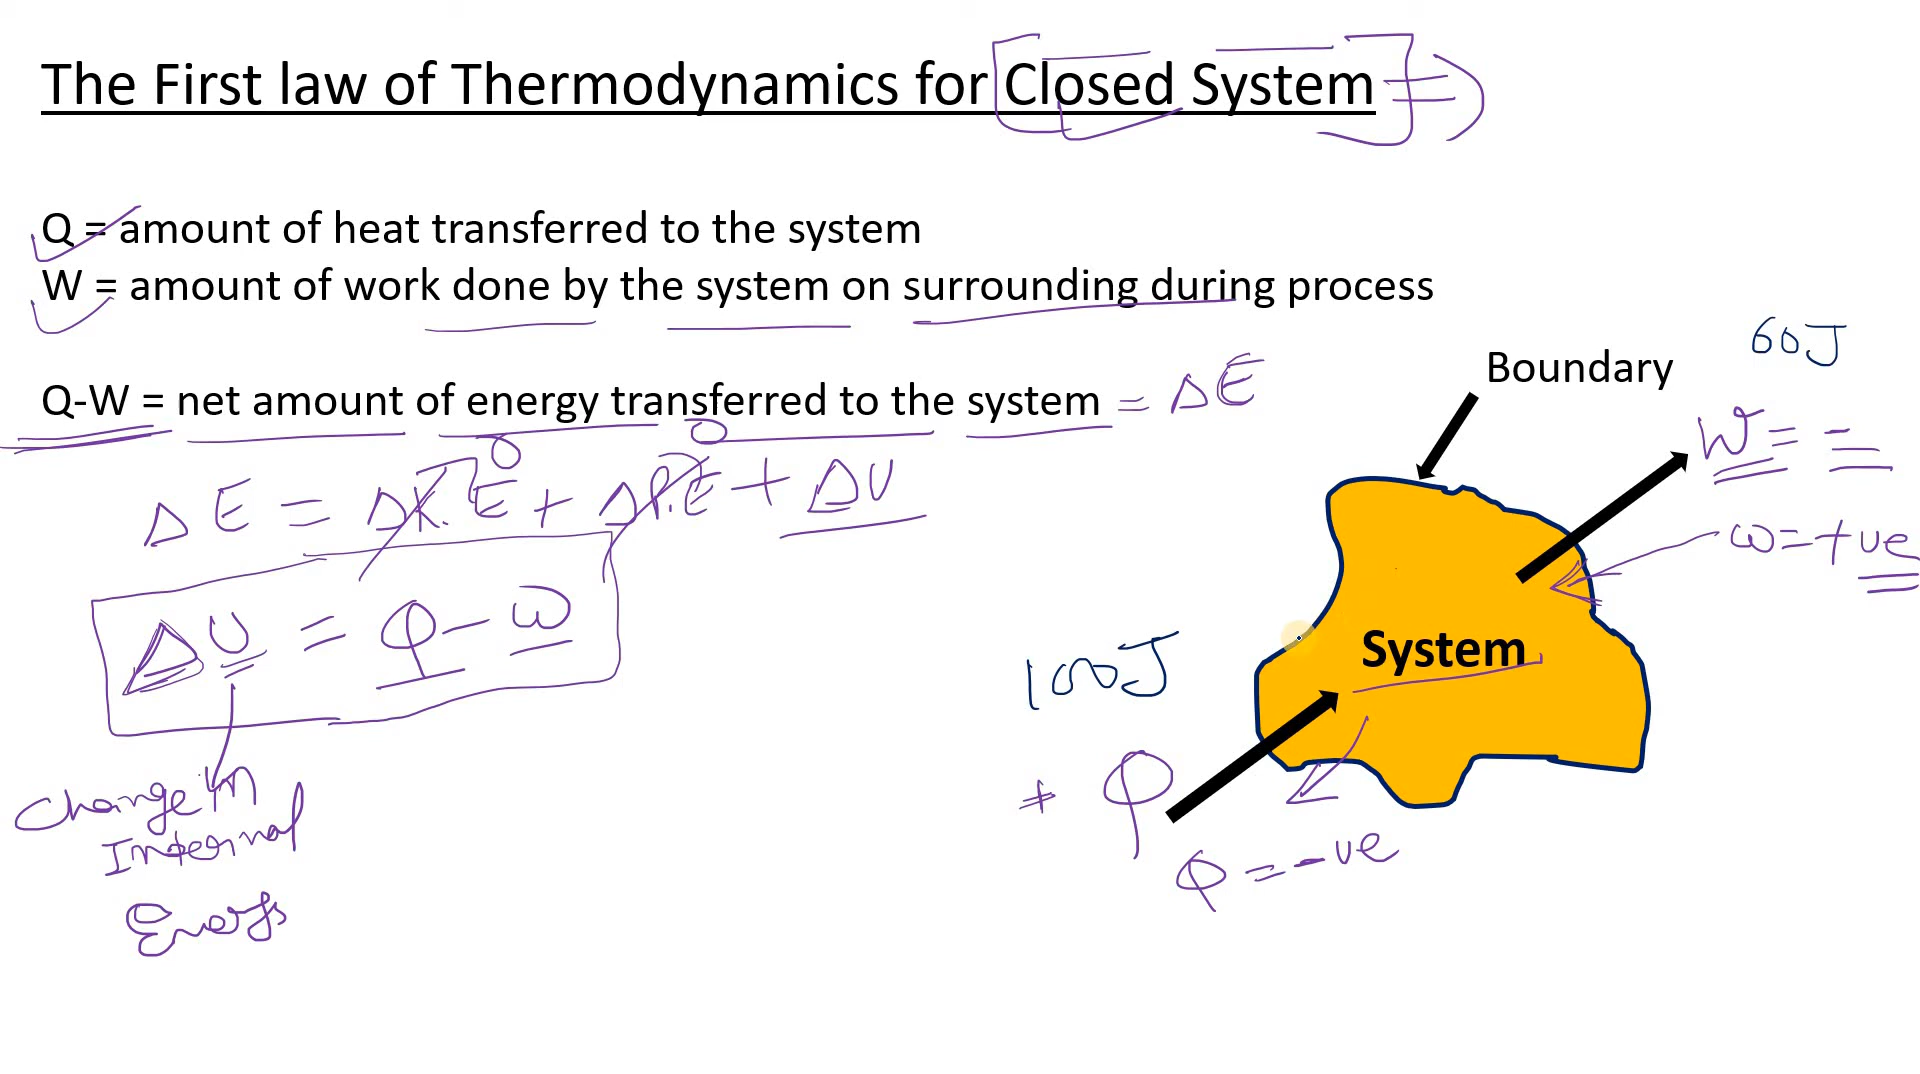 The First law of Thermodynamics for Closed System
Q = amount of heat transferred to the system
W = amount of work done by the system on surrounding during process
Q-W = net amount of energy transferred to the system = ΔE
ΔE = ΔK.E + ΔP.E + ΔU
0 0
ΔU = Q - W
Change in
Internal
Energy
Boundary
60J
W = =
W = +ve
System
100J
+ Q
Q = -ve